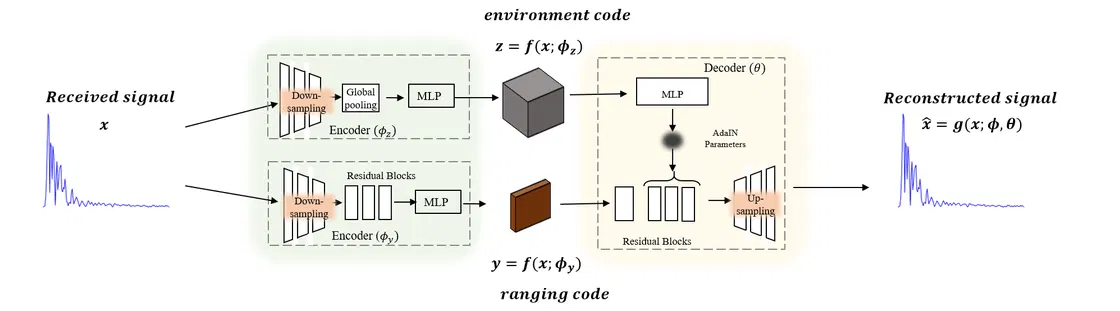 environment code
z = f(x; ϕz)
Received signal
x
Down-
sampling
Global
pooling
MLP
Encoder (ϕz)
Down-
sampling
Residual Blocks
MLP
Encoder (ϕy)
y = f(x; ϕy)
ranging code
Decoder (θ)
MLP
AdaIN
Parameters
Up-
sampling
Residual Blocks
Reconstructed signal
x̂ = g(x; ϕ, θ)